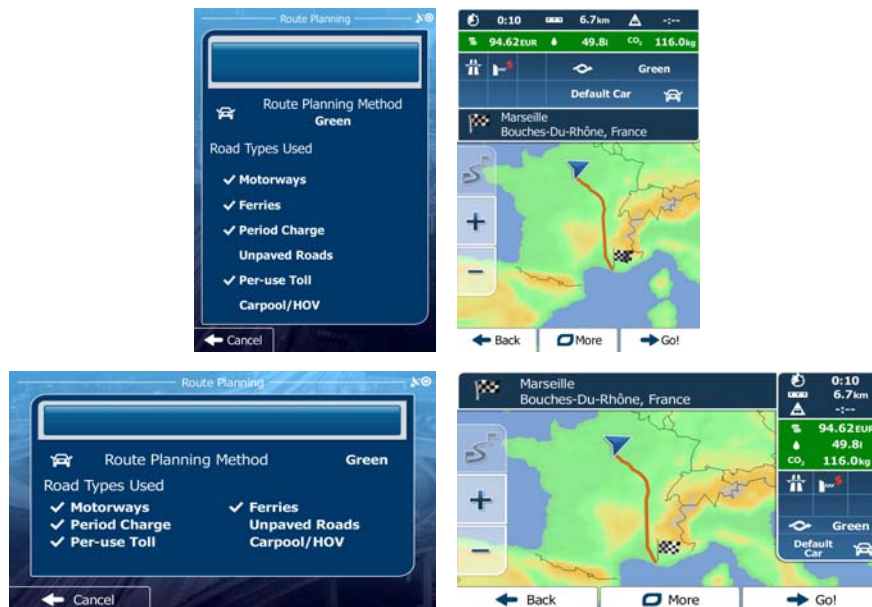 Route Planning
Route Planning Method
Green
Road Types Used
✓ Motorways
✓ Ferries
✓ Period Charge
Unpaved Roads
✓ Per-use Toll
Carpool/HOV
Cancel
0:10 6.7km -:--
94.62EUR 49.8l CO₂ 116.0kg
Green
Default Car
Marseille
Bouches-Du-Rhône, France
+
−
Back More Go!
Route Planning
Route Planning Method Green
Road Types Used
✓ Motorways ✓ Ferries
✓ Period Charge Unpaved Roads
✓ Per-use Toll Carpool/HOV
Cancel
Marseille
Bouches-Du-Rhône, France
0:10
6.7km
-:--
94.62EUR
49.8l
CO₂ 116.0kg
+
Green
−
Default
Car
Back More Go!